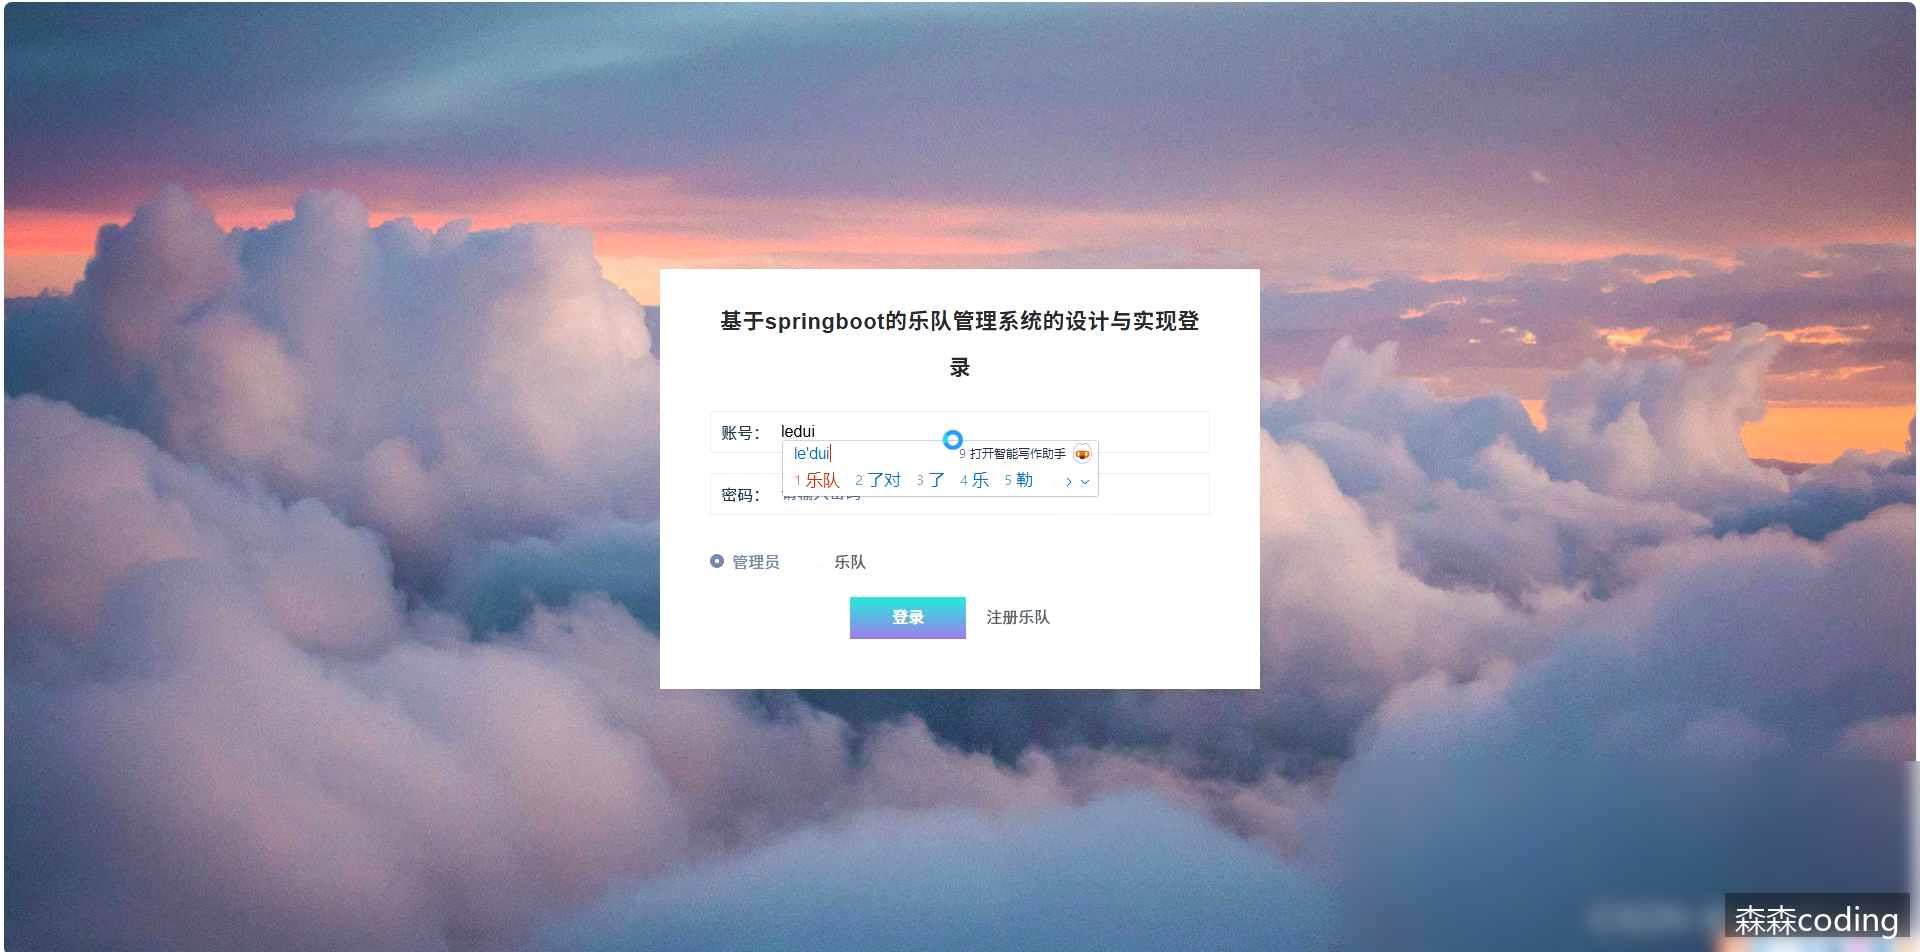 基于springboot的乐队管理系统的设计与实现登
录
账号： ledui
le'dui 9 打开智能写作助手
1 乐队 2 了对 3 了 4 乐 5 勒
密码：
管理员 乐队
登录 注册乐队
森森coding